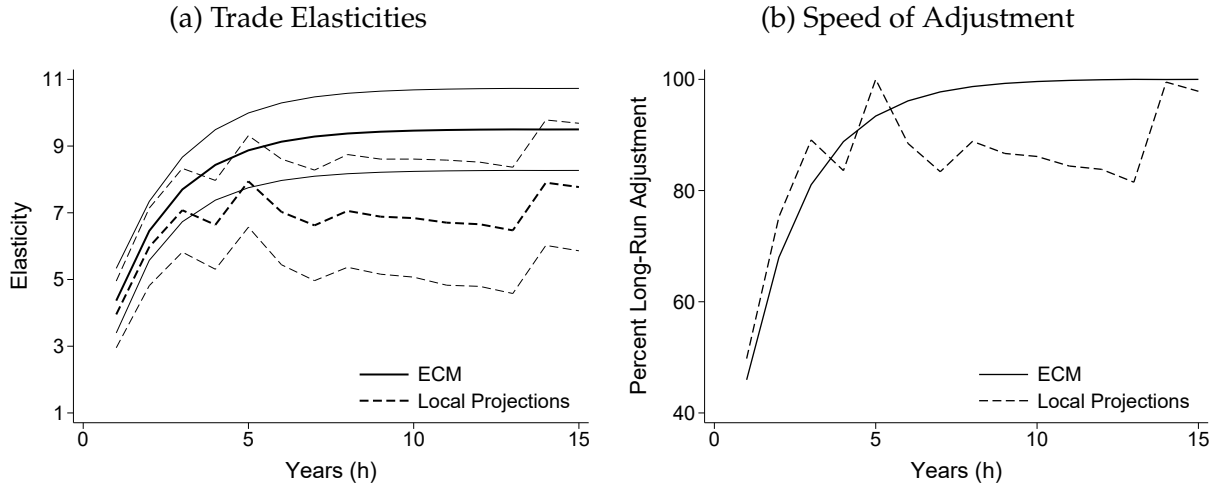 (a) Trade Elasticities
11
9
7
5
3
1
Elasticity
ECM
Local Projections
0
5
10
15
Years (h)
(b) Speed of Adjustment
100
80
60
40
Percent Long-Run Adjustment
ECM
Local Projections
0
5
10
15
Years (h)